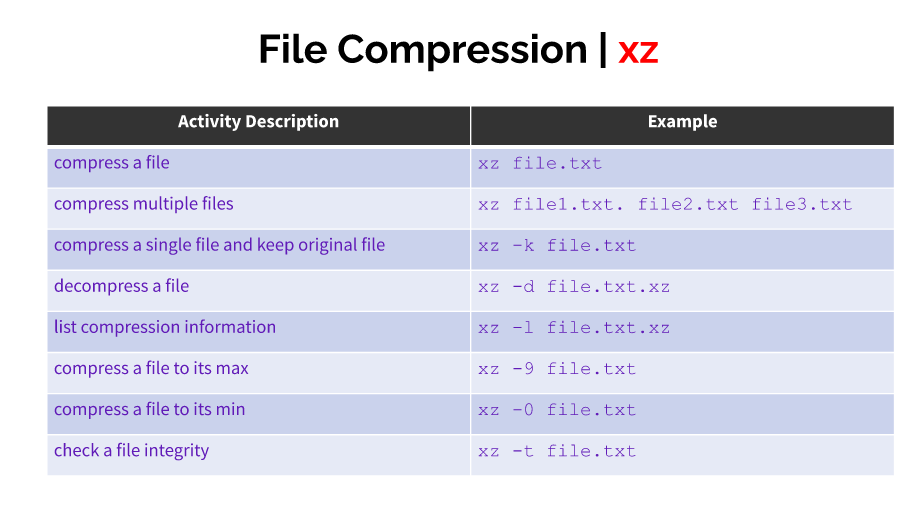 File Compression | xz
Activity Description Example
compress a file xz file.txt
compress multiple files xz file1.txt. file2.txt file3.txt
compress a single file and keep original file xz -k file.txt
decompress a file xz -d file.txt.xz
list compression information xz -l file.txt.xz
compress a file to its max xz -9 file.txt
compress a file to its min xz -0 file.txt
check a file integrity xz -t file.txt